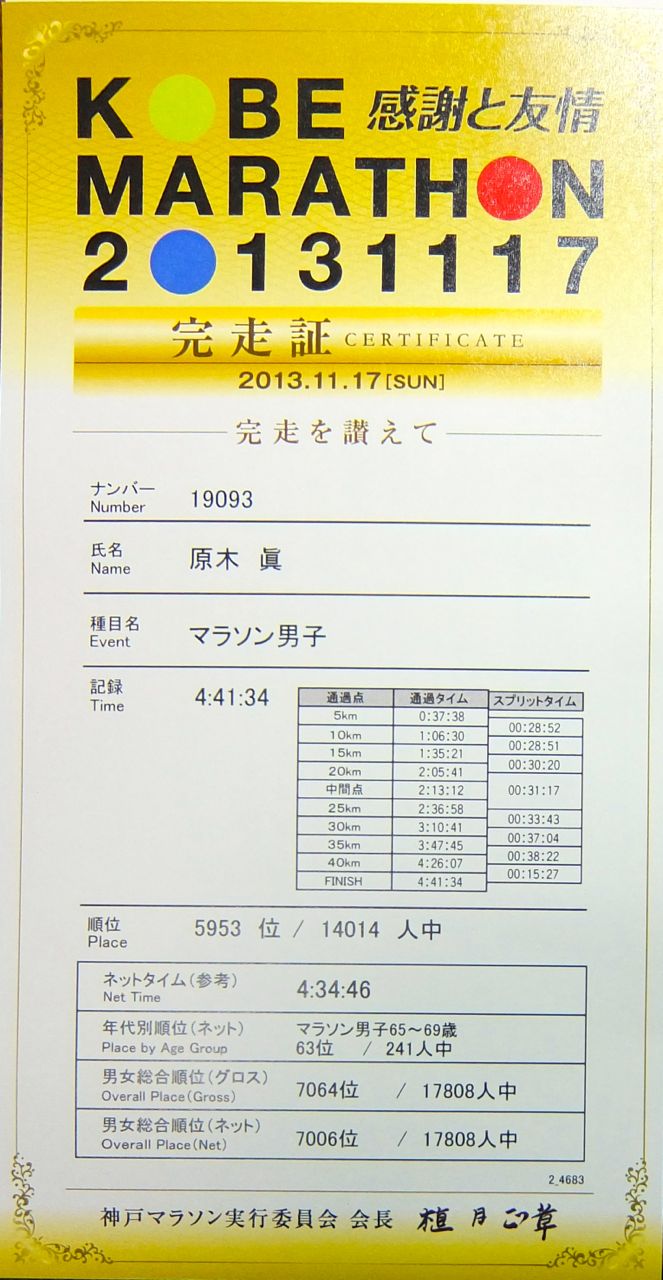 KOBE 感謝と友情
MARATHON
20131117
完走証 CERTIFICATE
2013.11.17[SUN]
完走を讃えて
ナンバー
Number 19093
氏名
Name 原木 眞
種目名
Event マラソン男子
記録
Time 4:41:34
通過点 通過タイム スプリットタイム
5km 0:37:38
10km 1:06:30 00:28:52
15km 1:35:21 00:28:51
20km 2:05:41 00:30:20
中間点 2:13:12
25km 2:36:58 00:31:17
30km 3:10:41 00:33:43
35km 3:47:45 00:37:04
40km 4:26:07 00:38:22
FINISH 4:41:34 00:15:27
順位
Place 5953 位 / 14014 人中
ネットタイム(参考)
Net Time 4:34:46
年代別順位(ネット) マラソン男子65〜69歳
Place by Age Group 63位 / 241人中
男女総合順位(グロス)
Overall Place(Gross) 7064位 / 17808人中
男女総合順位(ネット)
Overall Place(Net) 7006位 / 17808人中
2_4683
神戸マラソン実行委員会 会長 植月正章